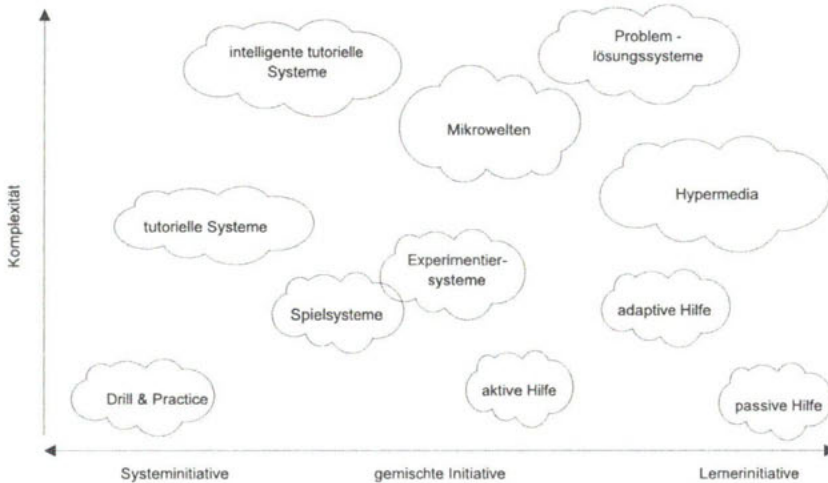 intelligente tutorielle
Systeme
Problem -
lösungssysteme
Mikrowelten
Hypermedia
Komplexität
tutorielle Systeme
Experimentier-
systeme
Spielsysteme
adaptive Hilfe
Drill & Practice
aktive Hilfe
passive Hilfe
Systeminitiative
gemischte Initiative
Lernerinitiative